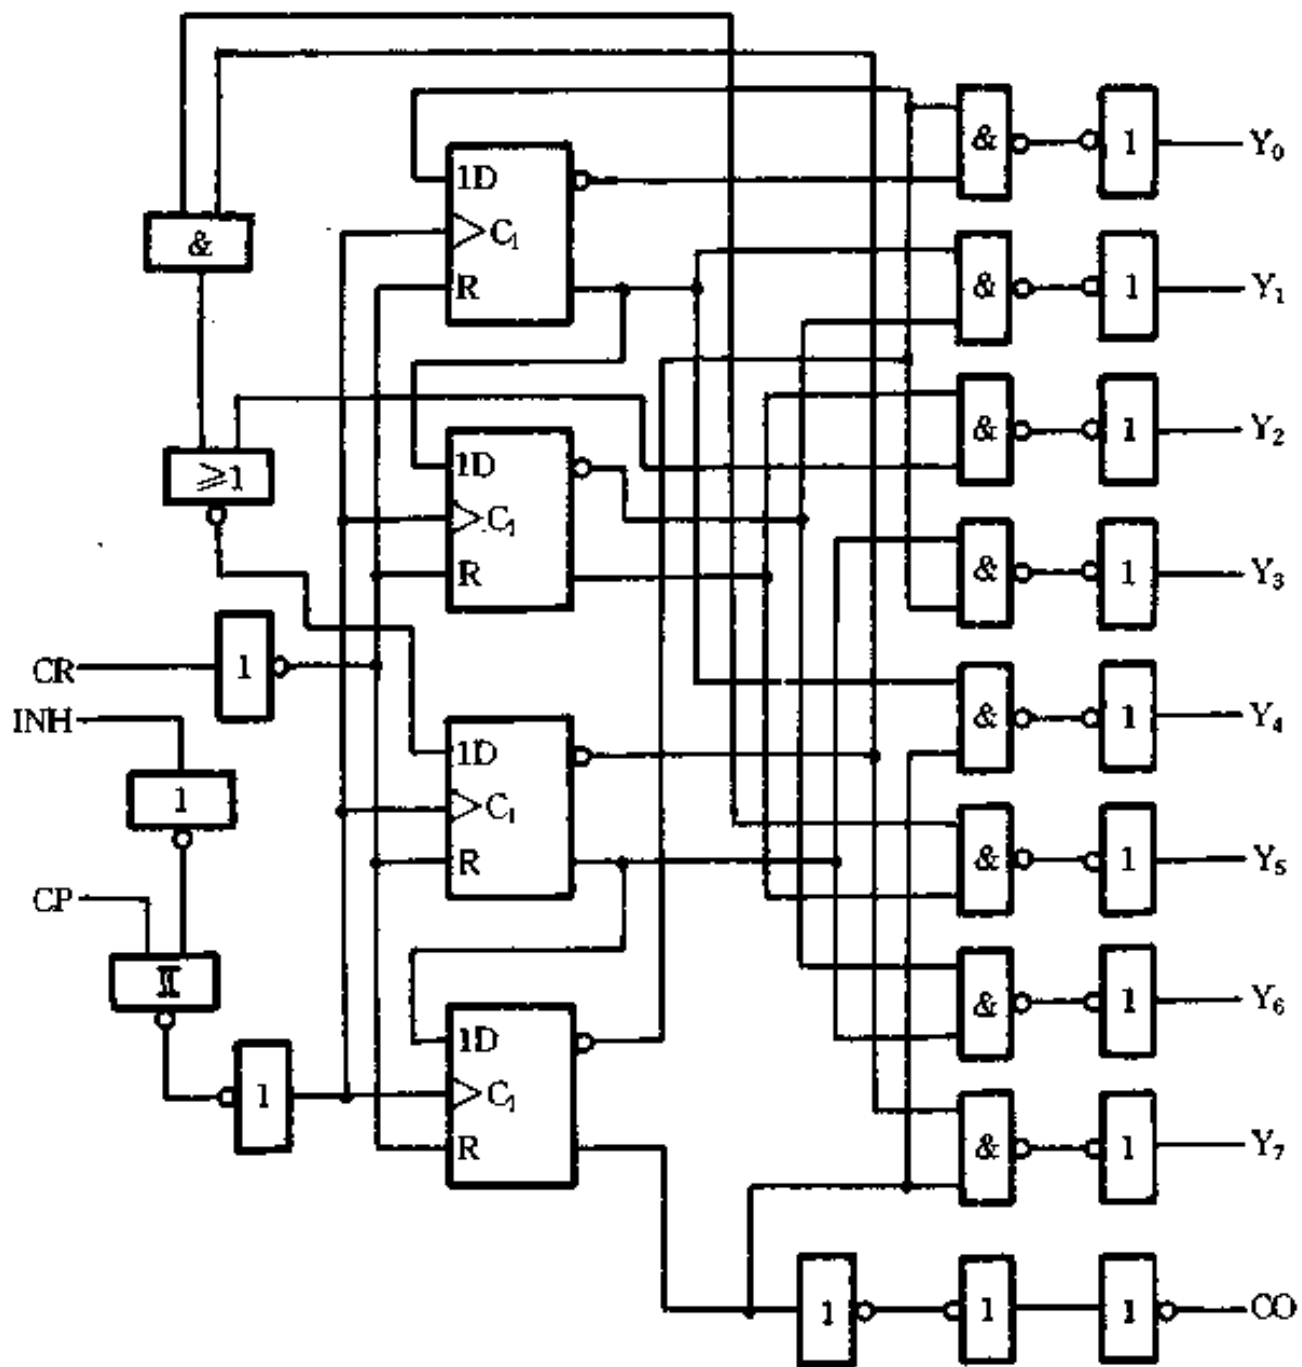 & 1 Y₀
1D
C₁
R
&
& 1 Y₁
& 1 Y₂
1D
≥1
C₁
R
& 1 Y₃
CR 1
INH
& 1 Y₄
1D
1
C₁
R
& 1 Y₅
CP
& 1 Y₆
1D
1 C₁
R
& 1 Y₇
1 1 1 CO